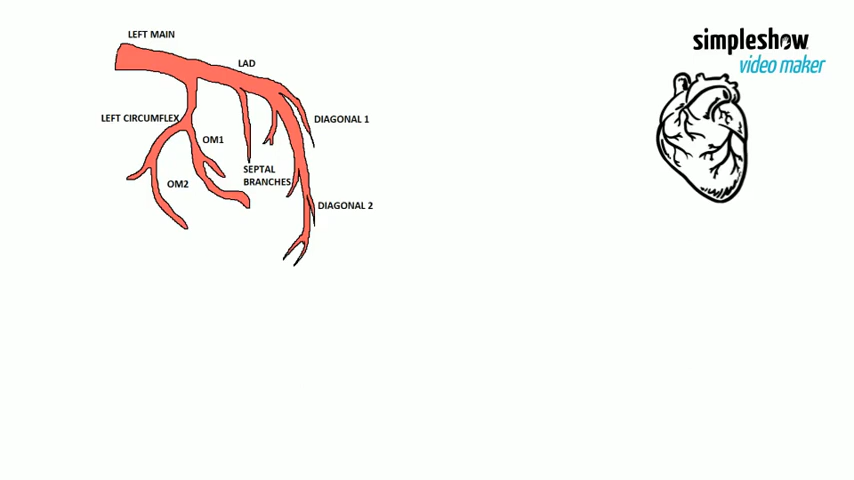 LEFT MAIN
LAD
LEFT CIRCUMFLEX
DIAGONAL 1
OM1
SEPTAL
BRANCHES
OM2
DIAGONAL 2
simpleshow
video maker